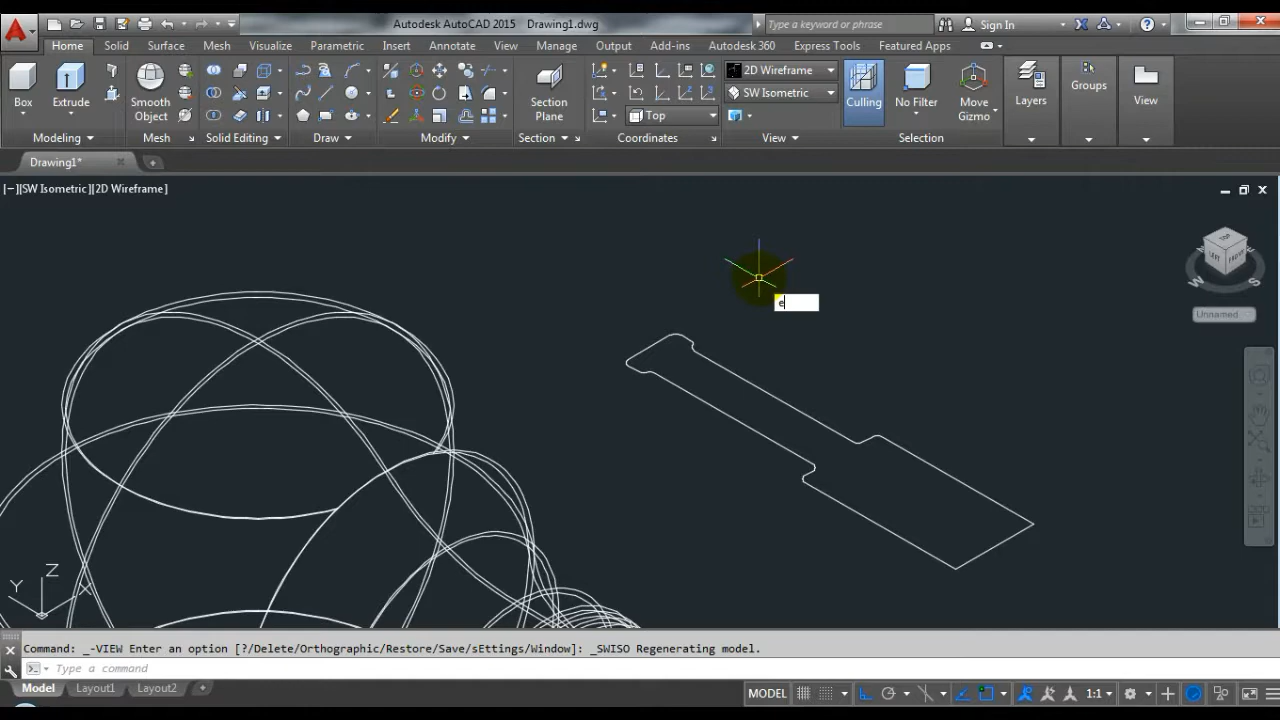 Autodesk AutoCAD 2015 Drawing1.dwg
Type a keyword or phrase
Sign In
Home Solid Surface Mesh Visualize Parametric Insert Annotate View Manage Output Add-ins Autodesk 360 Express Tools Featured Apps
2D Wireframe
SW Isometric
Top
Box Extrude Smooth Object Section Plane Culling No Filter Move Gizmo Layers Groups View
Modeling Mesh Solid Editing Draw Modify Section Coordinates View Selection
Drawing1*
[−][SW Isometric][2D Wireframe]
TOP
LEFT FRONT
W S
Unnamed
e
Y Z X
Command: _-VIEW Enter an option [?/Delete/Orthographic/Restore/Save/sEttings/Window]: _SWISO Regenerating model.
Type a command
Model Layout1 Layout2
MODEL 1:1